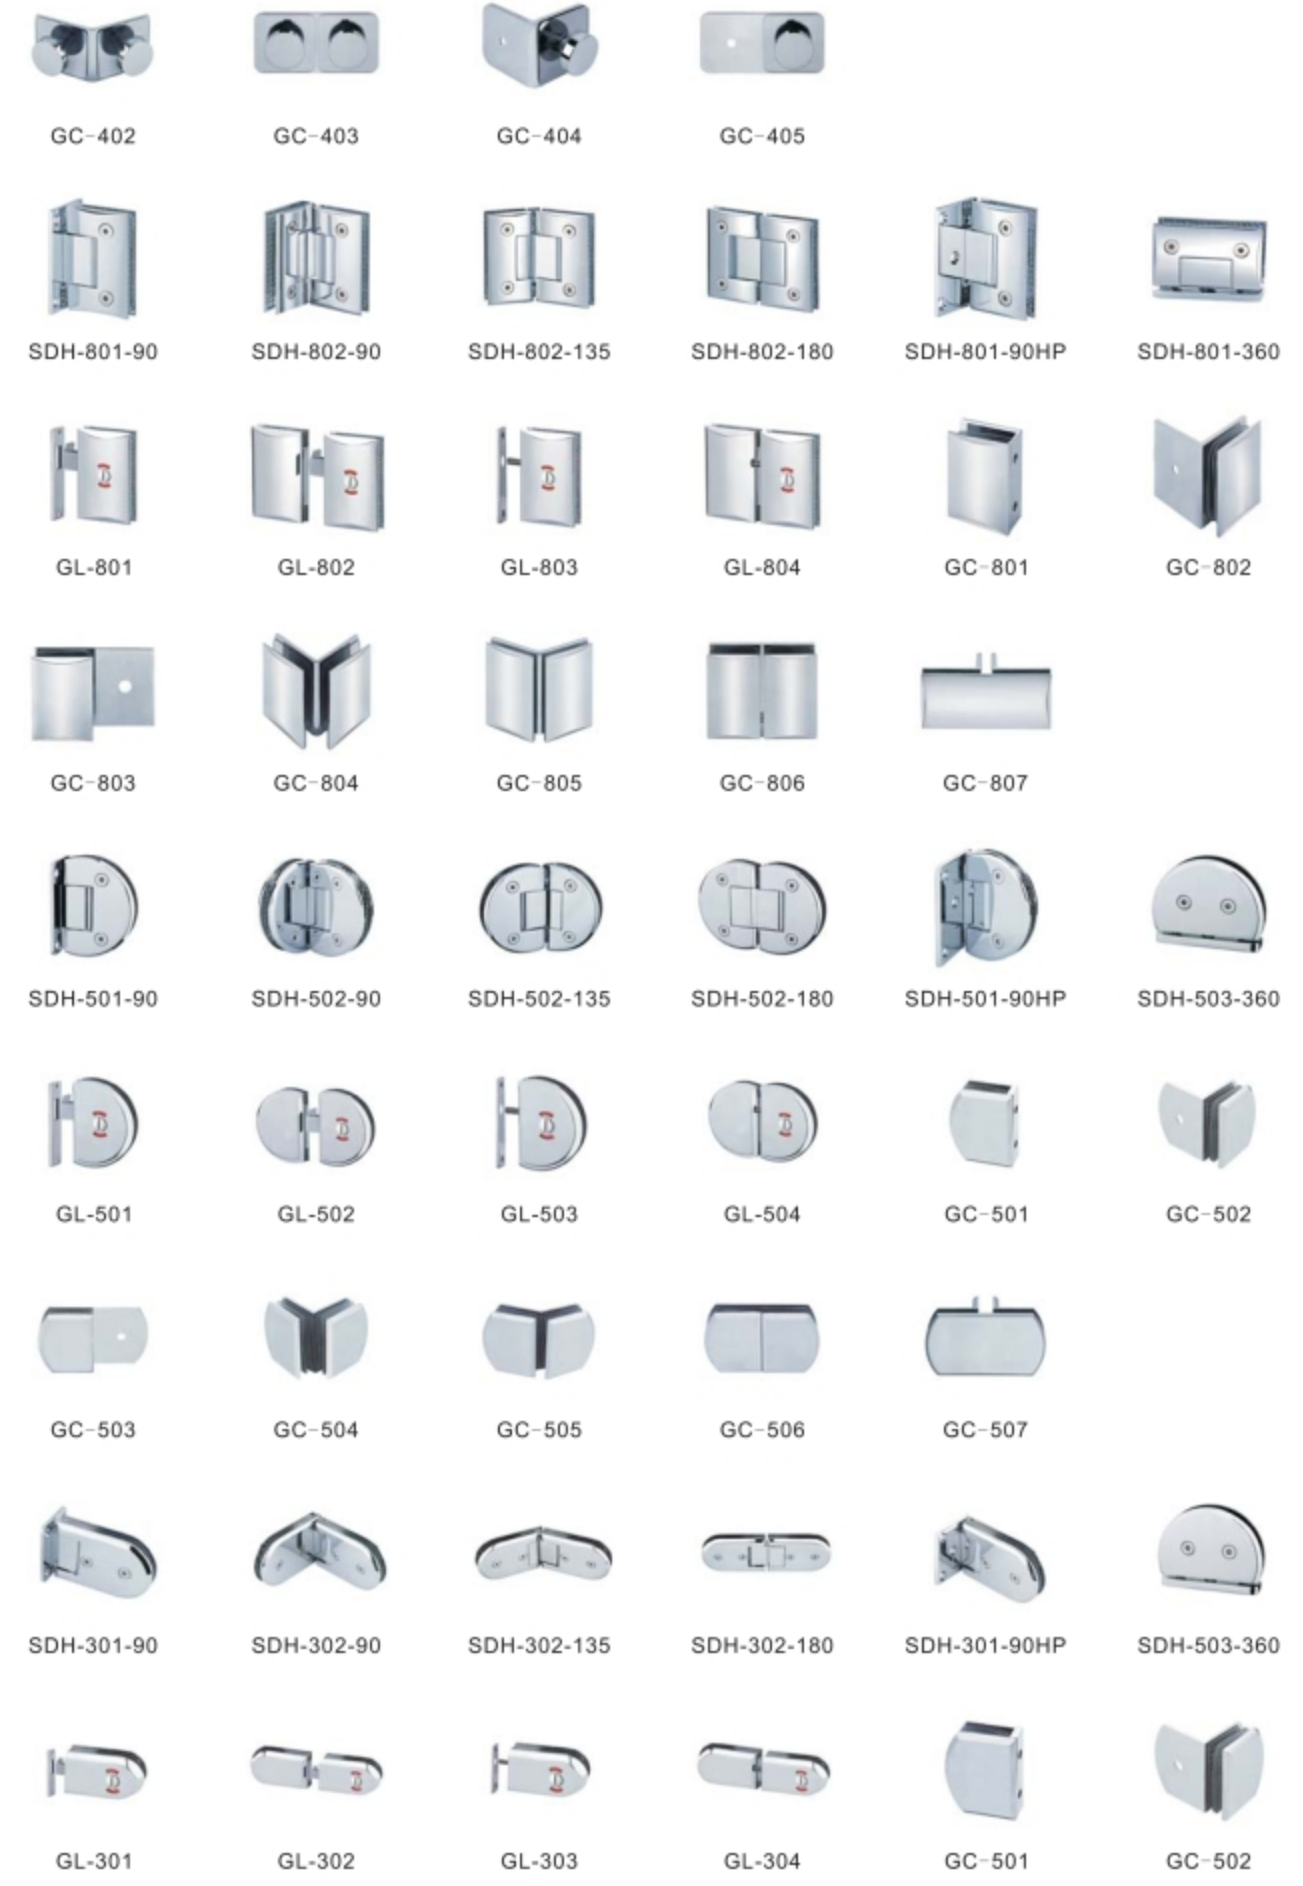 GC-402 GC-403 GC-404 GC-405
SDH-801-90 SDH-802-90 SDH-802-135 SDH-802-180 SDH-801-90HP SDH-801-360
GL-801 GL-802 GL-803 GL-804 GC-801 GC-802
GC-803 GC-804 GC-805 GC-806 GC-807
SDH-501-90 SDH-502-90 SDH-502-135 SDH-502-180 SDH-501-90HP SDH-503-360
GL-501 GL-502 GL-503 GL-504 GC-501 GC-502
GC-503 GC-504 GC-505 GC-506 GC-507
SDH-301-90 SDH-302-90 SDH-302-135 SDH-302-180 SDH-301-90HP SDH-503-360
GL-301 GL-302 GL-303 GL-304 GC-501 GC-502